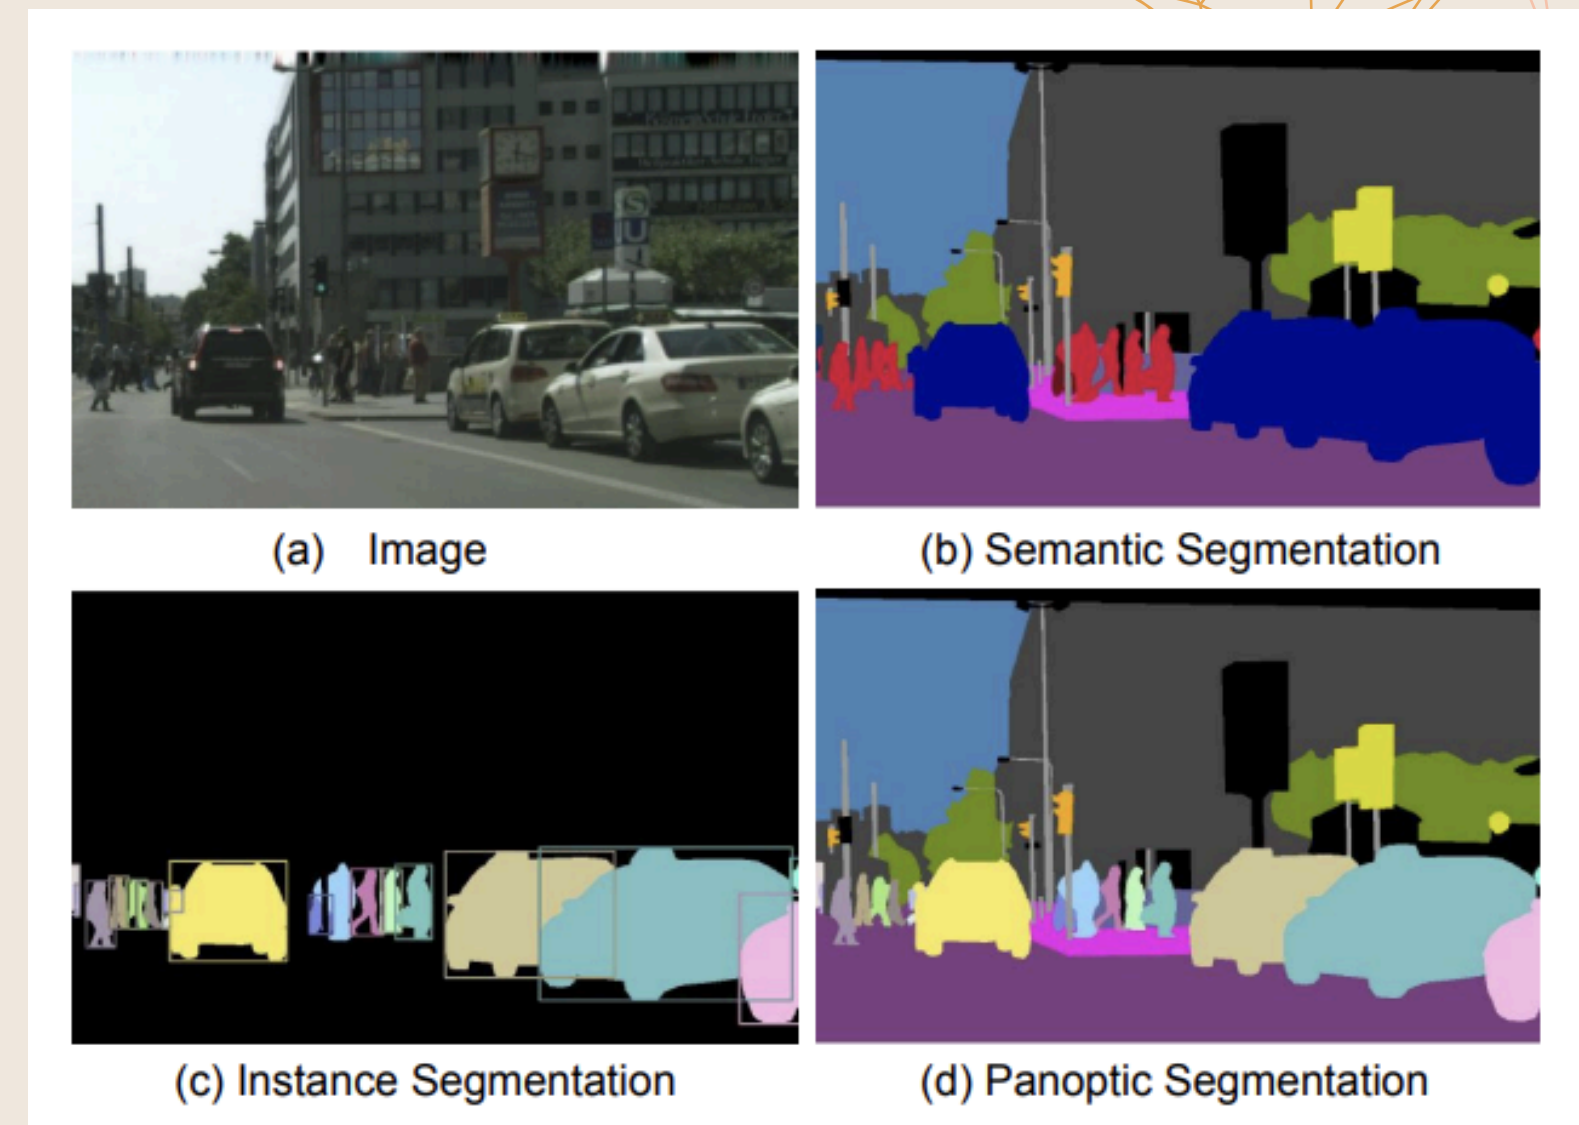 S
U
(a) Image
(b) Semantic Segmentation
(c) Instance Segmentation
(d) Panoptic Segmentation